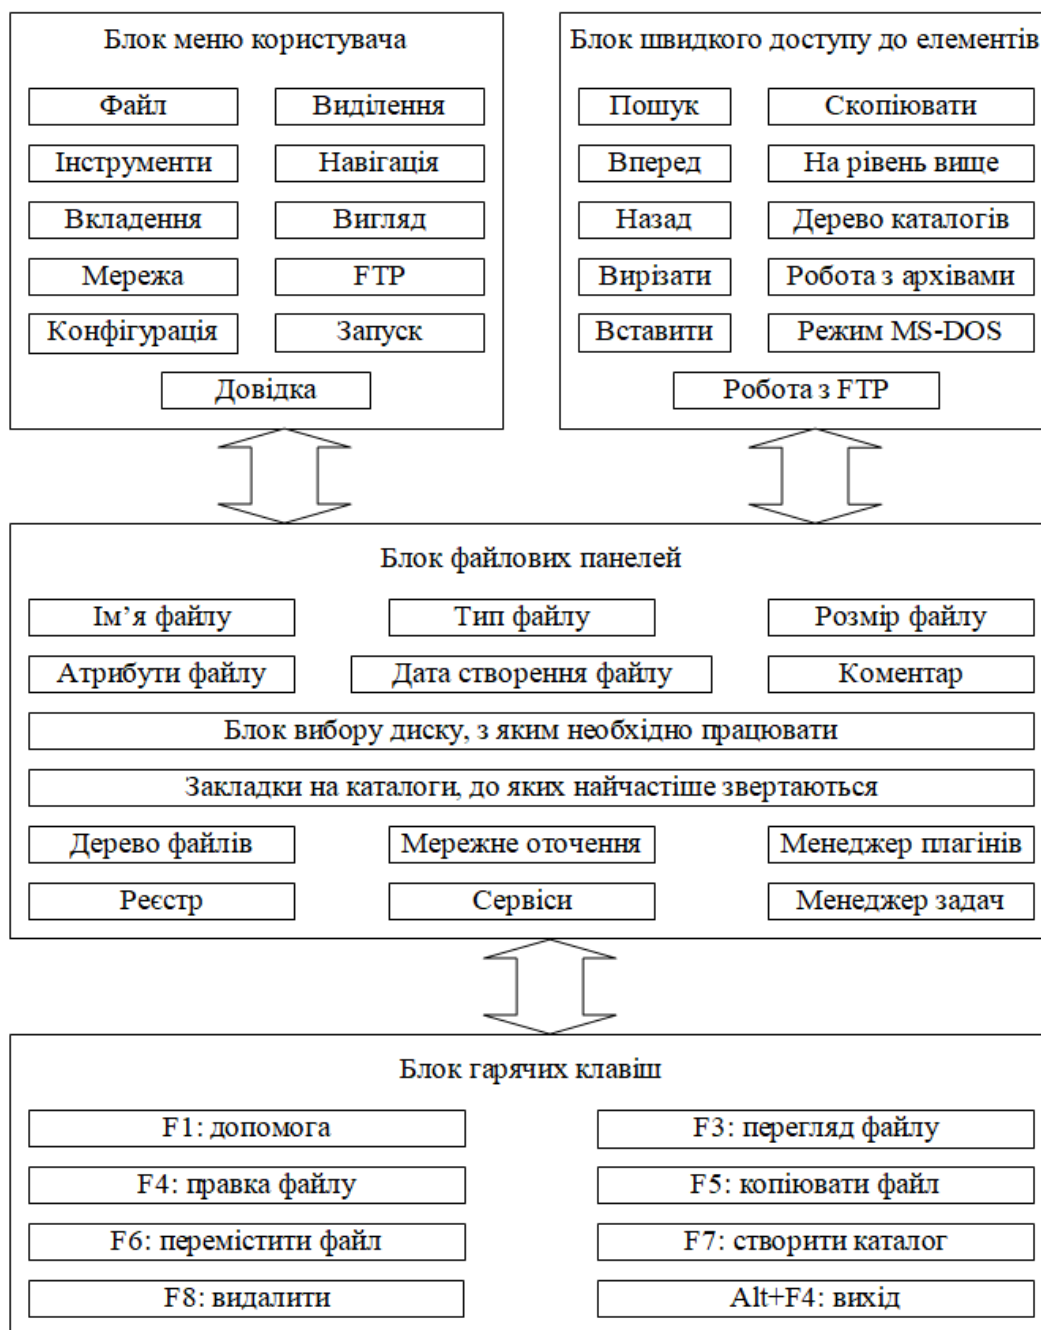 Блок меню користувача
Файл
Виділення
Інструменти
Навігація
Вкладення
Вигляд
Мережа
FTP
Конфігурація
Запуск
Довідка
Блок швидкого доступу до елементів
Пошук
Скопіювати
Вперед
На рівень вище
Назад
Дерево каталогів
Вирізати
Робота з архівами
Вставити
Режим MS-DOS
Робота з FTP
Блок файлових панелей
Ім’я файлу
Тип файлу
Розмір файлу
Атрибути файлу
Дата створення файлу
Коментар
Блок вибору диску, з яким необхідно працювати
Закладки на каталоги, до яких найчастіше звертаються
Дерево файлів
Мережне оточення
Менеджер плагінів
Реєстр
Сервіси
Менеджер задач
Блок гарячих клавіш
F1: допомога
F3: перегляд файлу
F4: правка файлу
F5: копіювати файл
F6: перемістити файл
F7: створити каталог
F8: видалити
Alt+F4: вихід